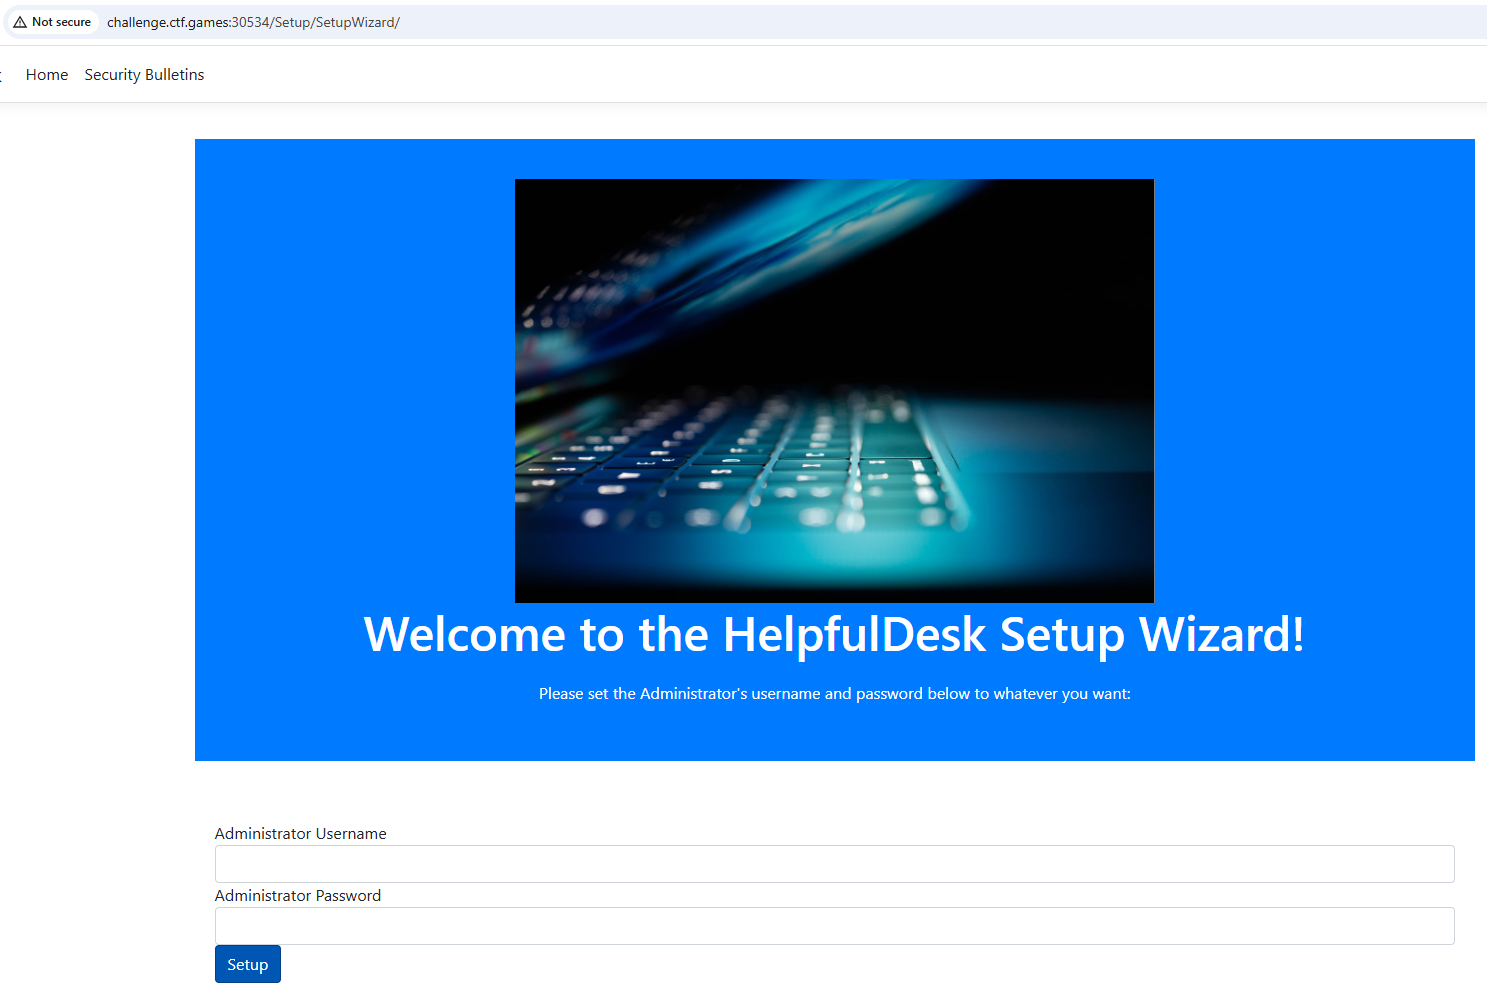 Not secure challenge.ctf.games:30534/Setup/SetupWizard/
Home Security Bulletins
Welcome to the HelpfulDesk Setup Wizard!
Please set the Administrator's username and password below to whatever you want:
Administrator Username
Administrator Password
Setup